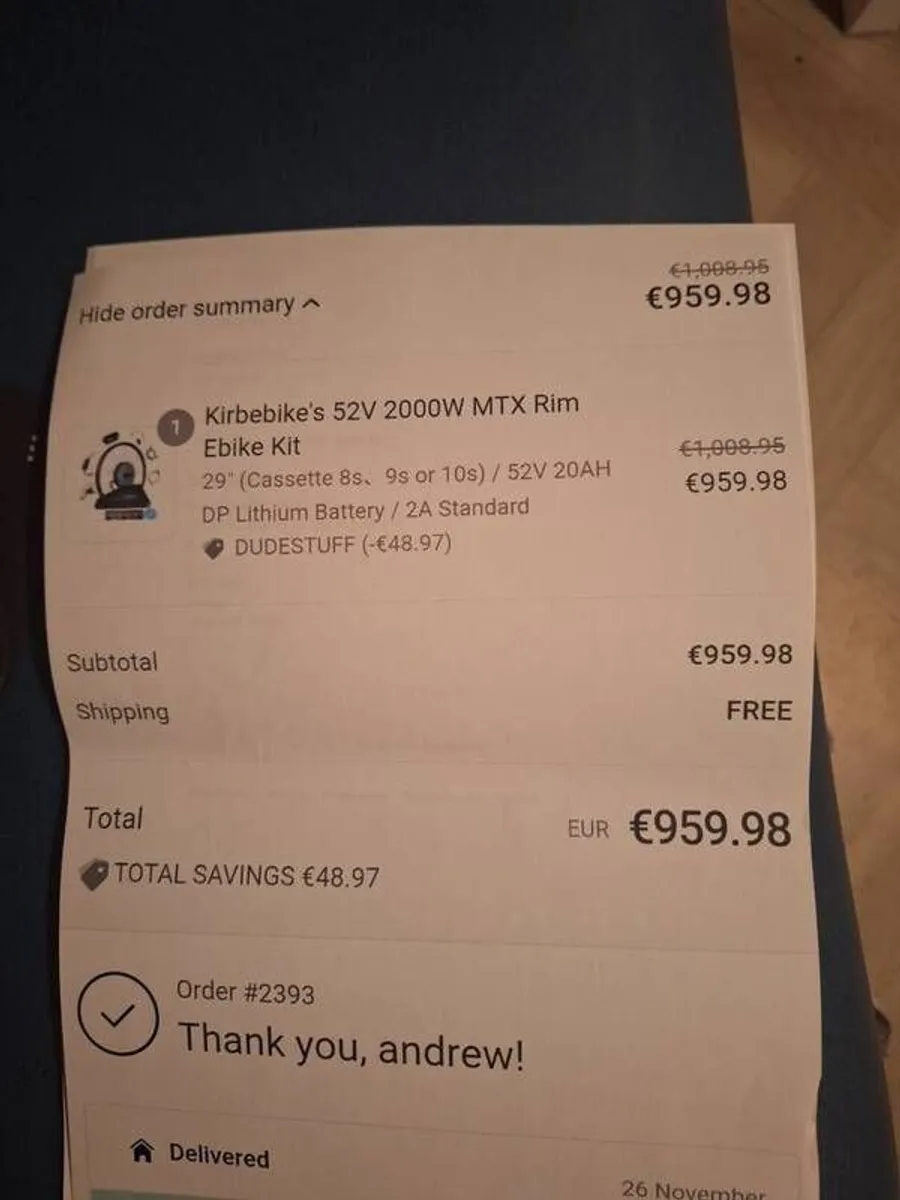 Hide order summary
€1,008.95
€959.98
1
Kirbebike's 52V 2000W MTX Rim
Ebike Kit
29" (Cassette 8s、9s or 10s) / 52V 20AH
DP Lithium Battery / 2A Standard
DUDESTUFF (-€48.97)
€1,008.95
€959.98
Subtotal €959.98
Shipping FREE
Total EUR €959.98
TOTAL SAVINGS €48.97
Order #2393
Thank you, andrew!
Delivered
26 November